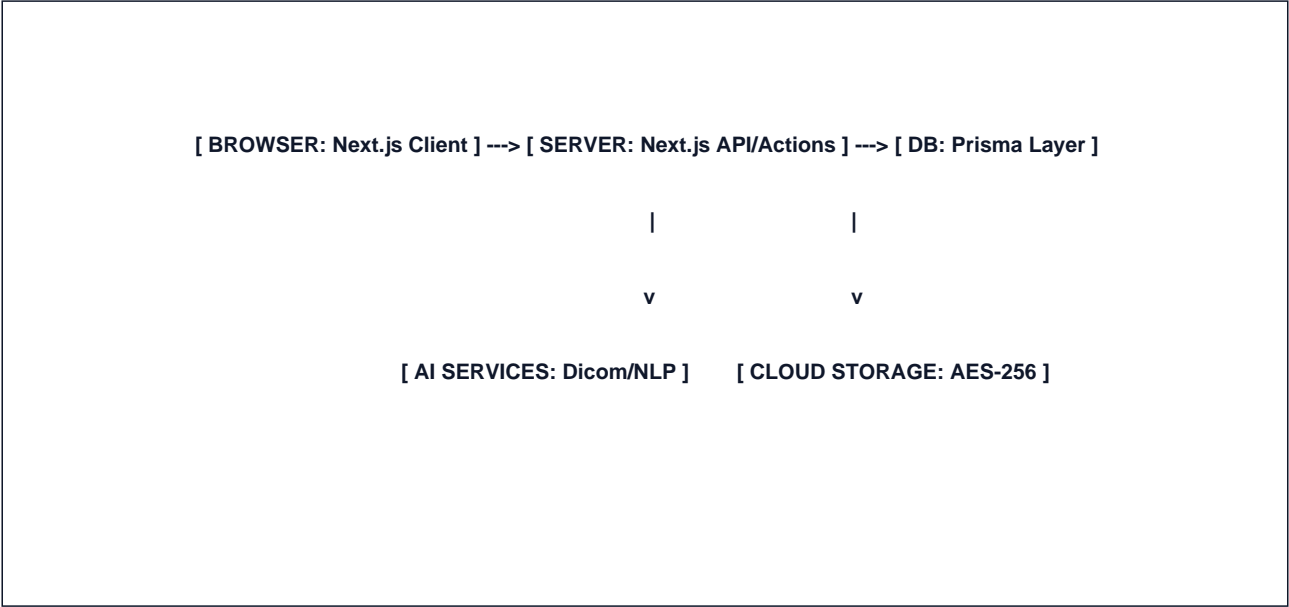 [ BROWSER: Next.js Client ] ---> [ SERVER: Next.js API/Actions ] ---> [ DB: Prisma Layer ]
| |
v v
[ AI SERVICES: Dicom/NLP ] [ CLOUD STORAGE: AES-256 ]